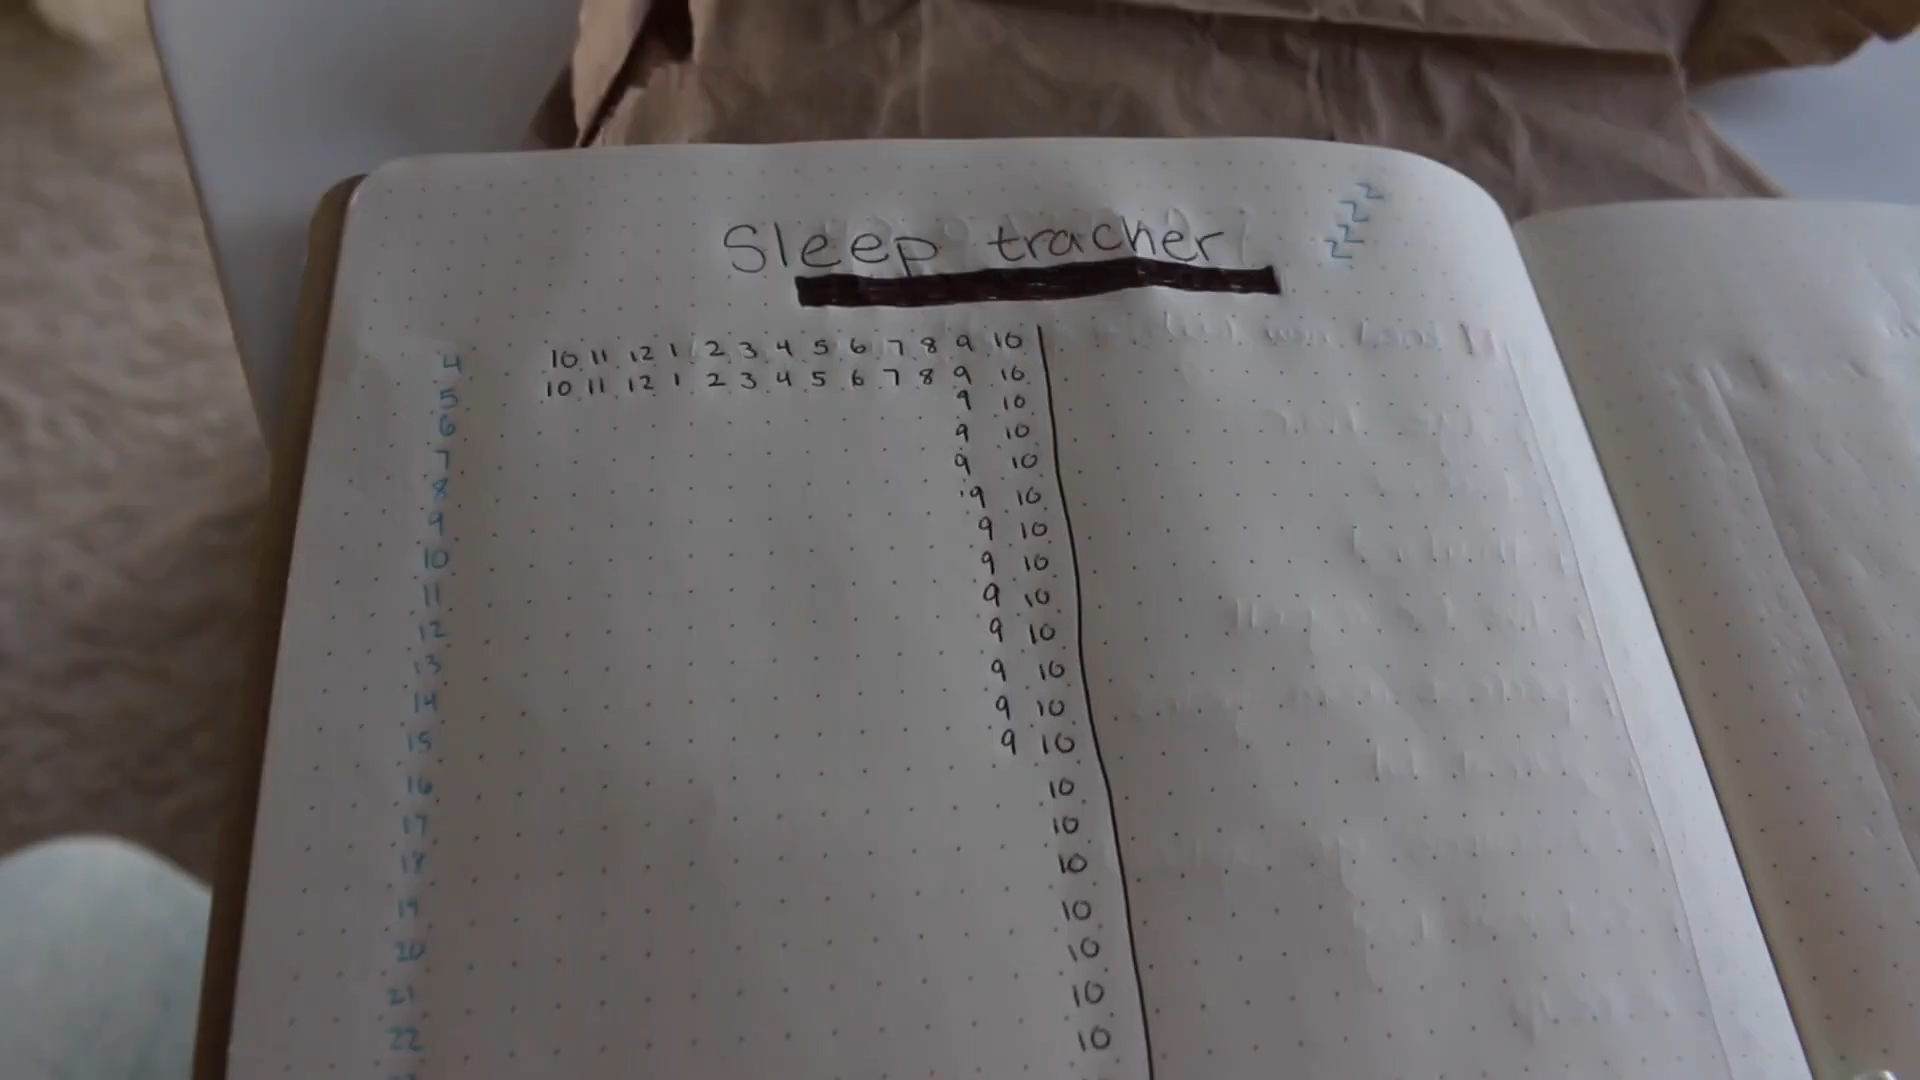 Sleep tracker
zzzz
4 10 11 12 1 2 3 4 5 6 7 8 9 10
5 10 11 12 1 2 3 4 5 6 7 8 9 10
6 9 10
7 9 10
8 9 10
9 9 10
10 9 10
11 9 10
12 9 10
13 9 10
14 9 10
15 9 10
16 9 10
17 10
18 10
19 10
20 10
21 10
22 10
10